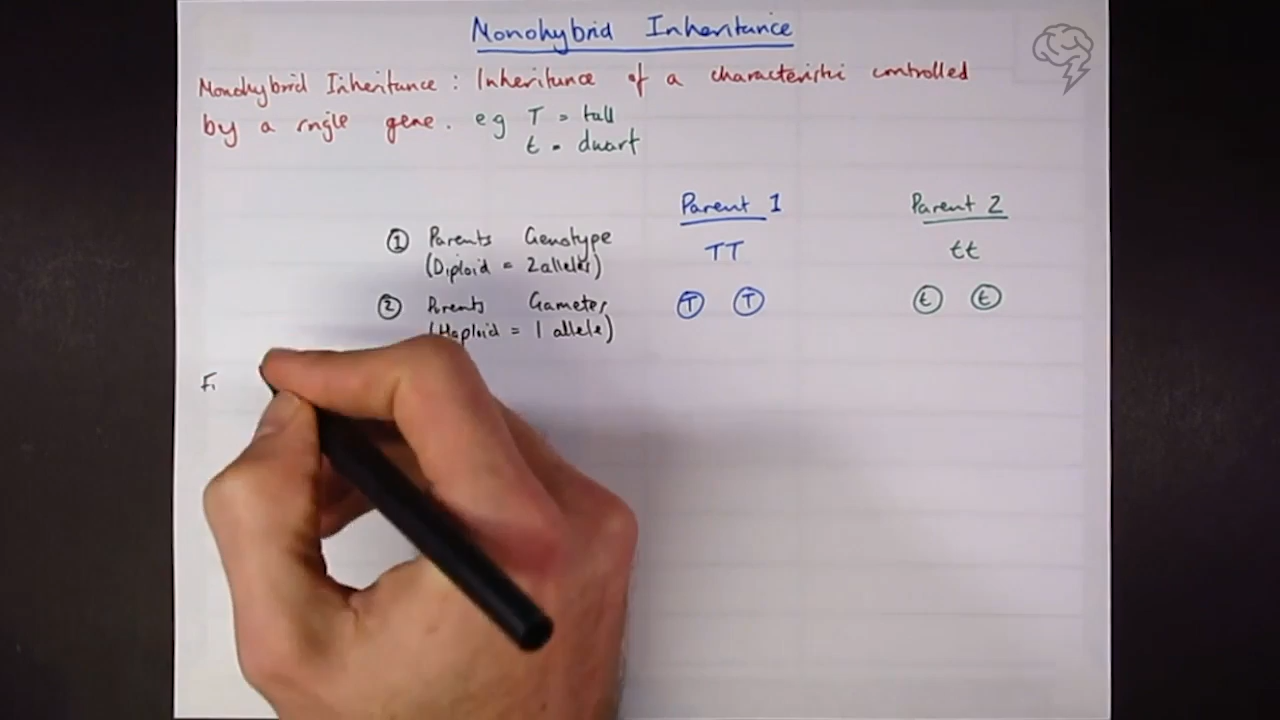 Monohybrid Inheritance
Monohybrid Inheritance : Inheritance of a characteristic controlled
by a single gene. eg T = tall
t = dwarf
Parent 1 Parent 2
① Parents Genotype TT tt
(Diploid = 2 alleles)
② Parents Gametes T T t t
(Haploid = 1 allele)
Fi